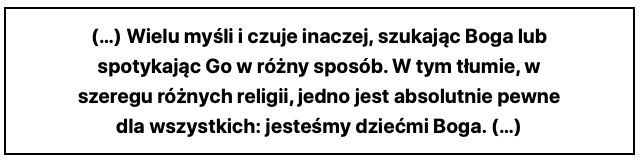 (…) Wielu myśli i czuje inaczej, szukając Boga lub
spotykając Go w różny sposób. W tym tłumie, w
szeregu różnych religii, jedno jest absolutnie pewne
dla wszystkich: jesteśmy dziećmi Boga. (…)